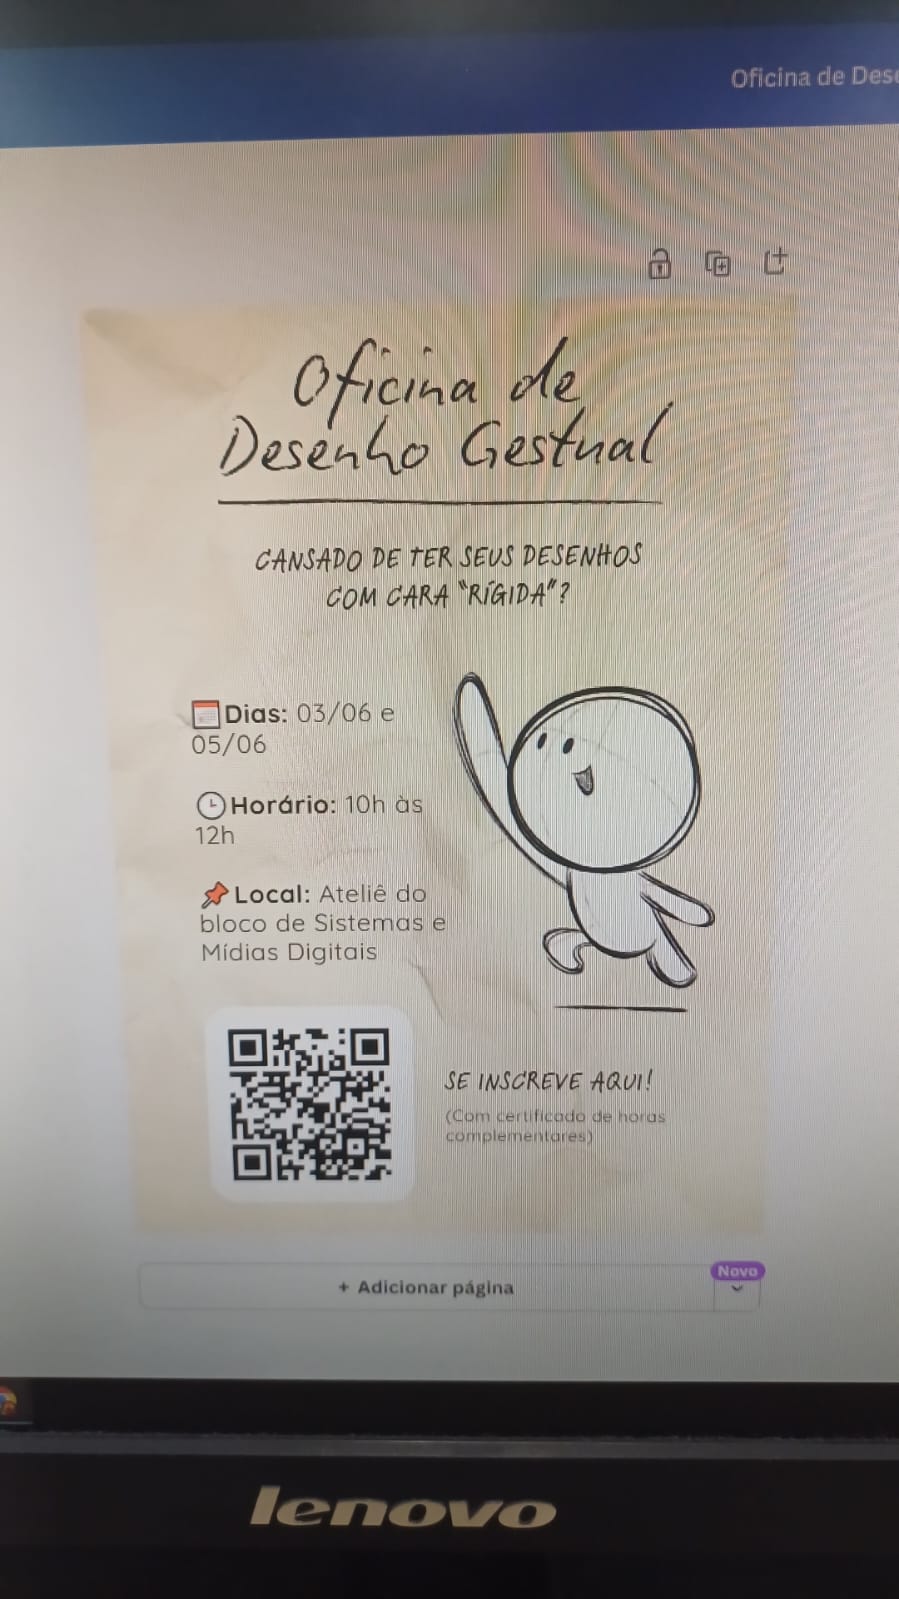 Oficina de
Oficina de
Desenho Gestual
CANSADO DE TER SEUS DESENHOS
COM CARA "RÍGIDA"?
Dias: 03/06 e
05/06
Horário: 10h às
12h
Local: Ateliê do
bloco de Sistemas e
Mídias Digitais
SE INSCREVE AQUI!
(Com certificado de horas
complementares)
Novo
+ Adicionar página
lenovo